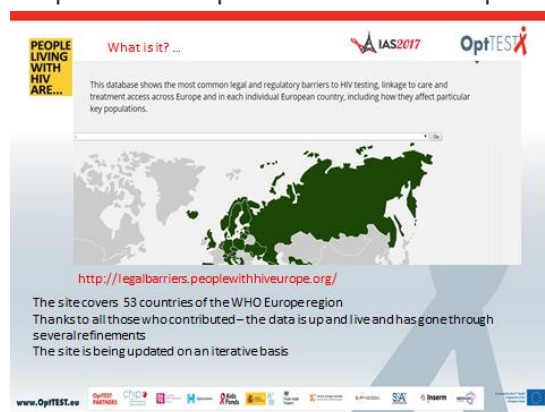 PEOPLE
LIVING
WITH
HIV
ARE...
What is it? ...
IAS2017
OptTEST
This database shows the most common legal and regulatory barriers to HIV testing, linkage to care and
treatment access across Europe and in each individual European country, including how they affect particular
key populations.
Go
http://legalbarriers.peoplewithhiveurope.org/
The site covers 53 countries of the WHO Europe region
Thanks to all those who contributed – the data is up and live and has gone through
several refinements
The site is being updated on an iterative basis
www.OptTEST.eu
OptTEST
PARTNERS
chip
Aids
Fonds
Inserm